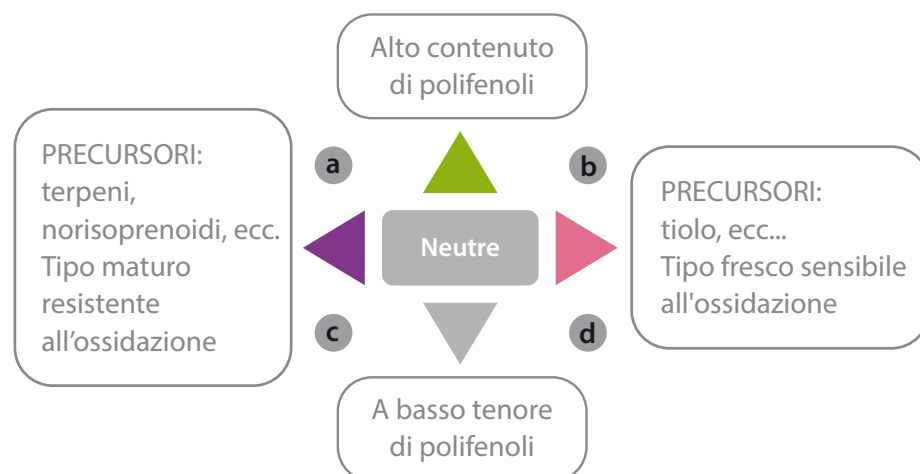 Alto contenuto
di polifenoli
PRECURSORI:
terpeni,
norisoprenoidi, ecc.
Tipo maturo
resistente
all’ossidazione
a
b
Neutre
c
d
PRECURSORI:
tiolo, ecc...
Tipo fresco sensibile
all'ossidazione
A basso tenore
di polifenoli